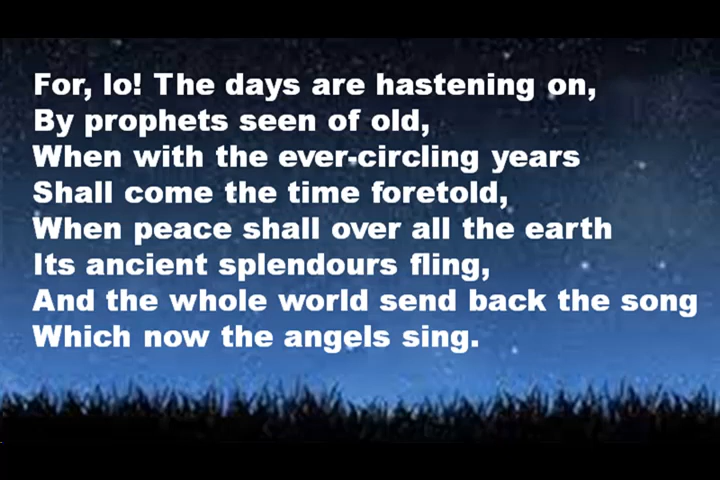 For, lo! The days are hastening on,
By prophets seen of old,
When with the ever-circling years
Shall come the time foretold,
When peace shall over all the earth
Its ancient splendours fling,
And the whole world send back the song
Which now the angels sing.